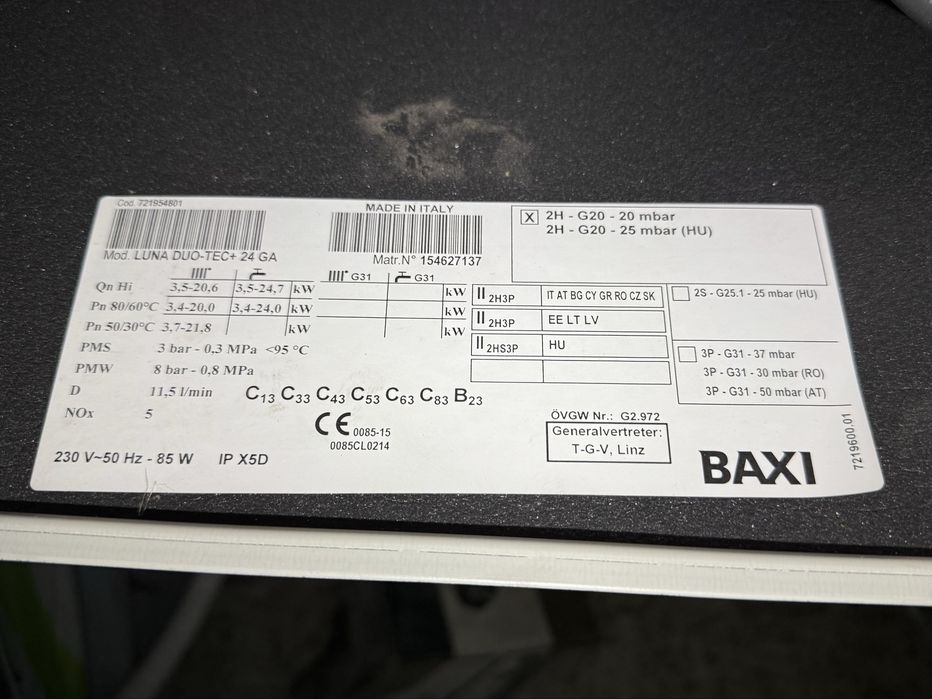 Cod. 721954801
MADE IN ITALY
Mod. LUNA DUO-TEC+ 24 GA
Matr.N° 154627137
X 2H - G20 - 20 mbar
2H - G20 - 25 mbar (HU)
G31 G31
Qn Hi 3,5-20,6 3,5-24,7 kW kW
Pn 80/60°C 3,4-20,0 3,4-24,0 kW kW
Pn 50/30°C 3,7-21,8 kW kW
PMS 3 bar - 0,3 MPa <95 °C
PMW 8 bar - 0,8 MPa
D 11,5 l/min
NOx 5
II 2H3P IT AT BG CY GR RO CZ SK
II 2H3P EE LT LV
II 2HS3P HU
2S - G25.1 - 25 mbar (HU)
3P - G31 - 37 mbar
3P - G31 - 30 mbar (RO)
3P - G31 - 50 mbar (AT)
C13 C33 C43 C53 C63 C83 B23
CE 0085-15
0085CL0214
ÖVGW Nr.: G2.972
Generalvertreter:
T-G-V, Linz
230 V~50 Hz - 85 W IP X5D
BAXI
7219600.01